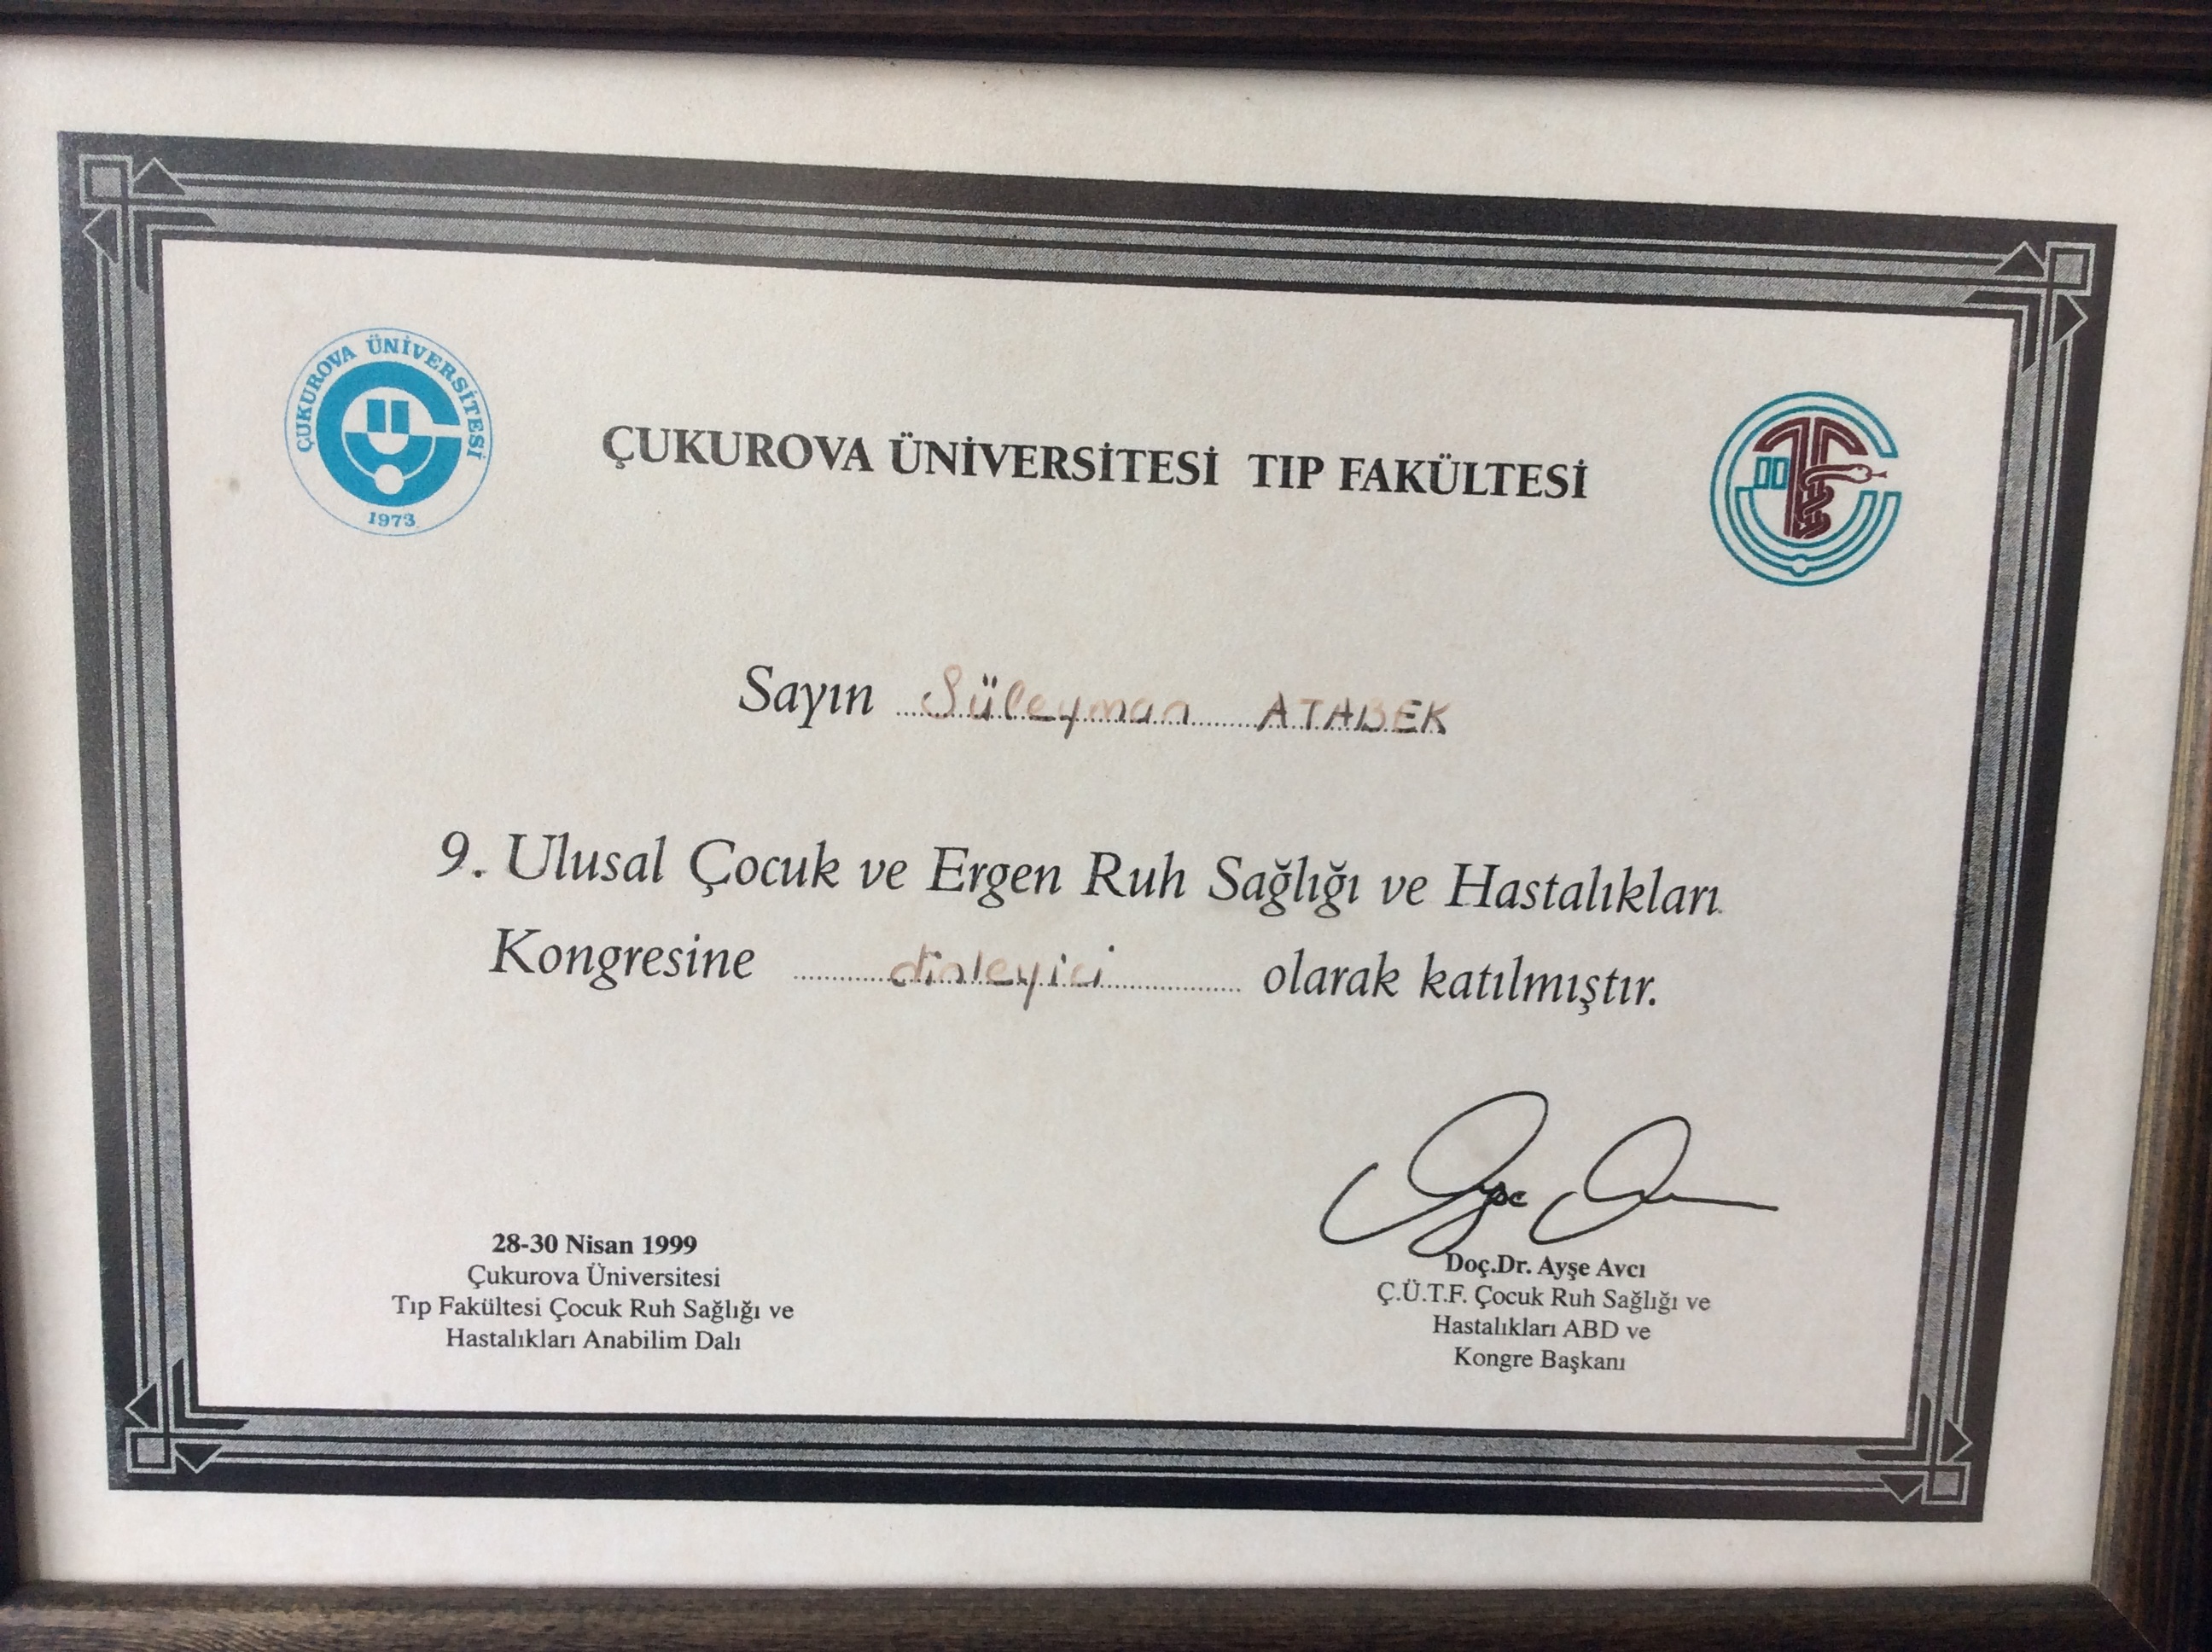 ÇUKUROVA ÜNİVERSİTESİ
1973
ÇUKUROVA ÜNİVERSİTESİ TIP FAKÜLTESİ
Sayın Süleyman ATABEK
9. Ulusal Çocuk ve Ergen Ruh Sağlığı ve Hastalıkları
Kongresine dinleyici olarak katılmıştır.
28-30 Nisan 1999
Çukurova Üniversitesi
Tıp Fakültesi Çocuk Ruh Sağlığı ve
Hastalıkları Anabilim Dalı
Doç.Dr. Ayşe Avcı
Ç.Ü.T.F. Çocuk Ruh Sağlığı ve
Hastalıkları ABD ve
Kongre Başkanı